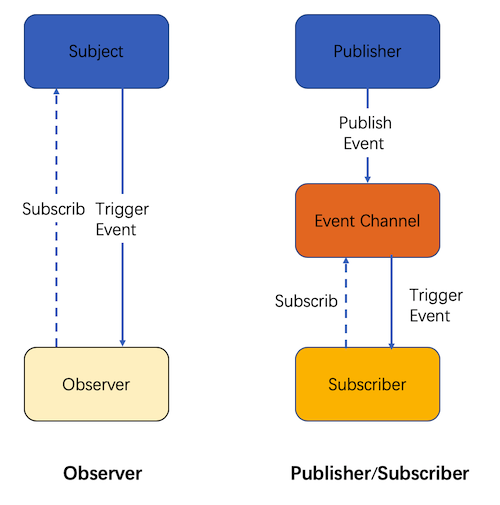 Subject
Subscrib
Trigger
Event
Observer
Observer
Publisher
Publish
Event
Event Channel
Subscrib
Trigger
Event
Subscriber
Publisher/Subscriber